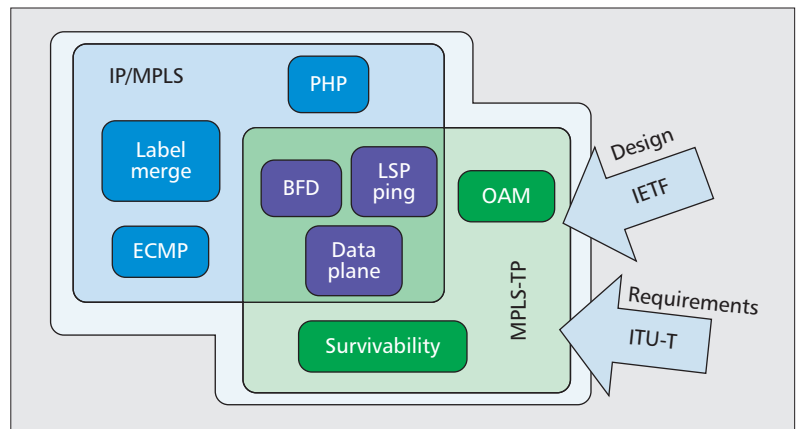 IP/MPLS
PHP
Label
merge
ECMP
BFD
LSP
ping
Data
plane
OAM
MPLS-TP
Survivability
Design
IETF
Requirements
ITU-T